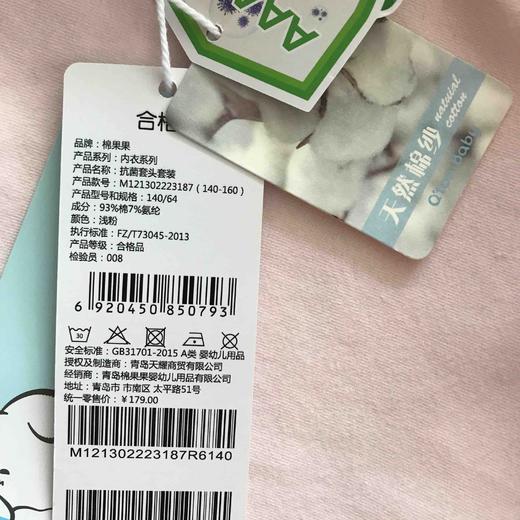 AAA
天然棉纱
natuial
cotton
baby
合格
品牌：棉果果
产品系列：内衣系列
产品名称：抗菌套头套装
产品款号：M121302223187（140-160）
产品型号和规格：140/64
成分：93%棉7%氨纶
颜色：浅粉
执行标准：FZ/T73045-2013
产品等级：合格品
检验员：008
6 920450 850793
30
安全标准：GB31701-2015 A类 婴幼儿用品
授权及制造商：青岛天耀商贸有限公司
经销商：青岛棉果果婴幼儿用品有限公司
地址：青岛市 市南区 太平路51号
统一零售价：¥179.00
M121302223187R6140